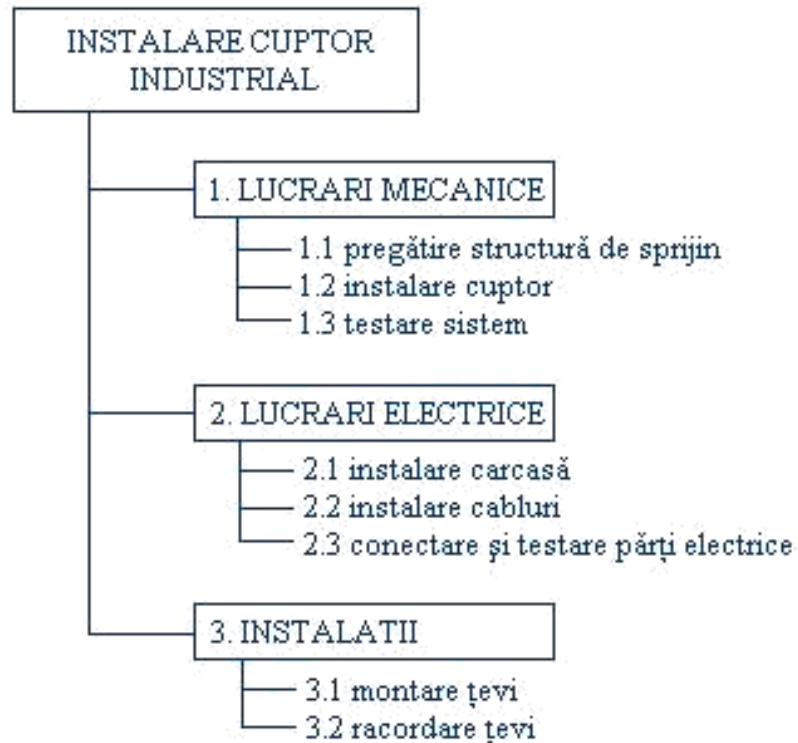 INSTALARE CUPTOR
INDUSTRIAL
1. LUCRARI MECANICE
1.1 pregătire structură de sprijin
1.2 instalare cuptor
1.3 testare sistem
2. LUCRARI ELECTRICE
2.1 instalare carcasă
2.2 instalare cabluri
2.3 conectare şi testare părţi electrice
3. INSTALATII
3.1 montare ţevi
3.2 racordare ţevi